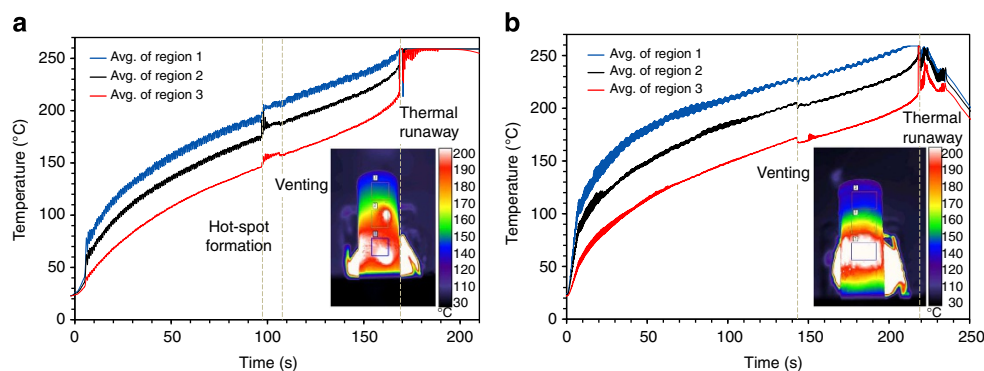 a
250
200
150
100
50
0
Temperature (°C)
Avg. of region 1
Avg. of region 2
Avg. of region 3
Hot-spot
formation
Venting
Thermal
runaway
200
190
180
170
160
150
140
130
120
110
30
°C
0
50
100
150
200
Time (s)
b
250
200
150
100
50
0
Temperature (°C)
Avg. of region 1
Avg. of region 2
Avg. of region 3
Venting
Thermal
runaway
200
190
180
170
160
150
140
130
120
110
30
°C
0
50
100
150
200
250
Time (s)